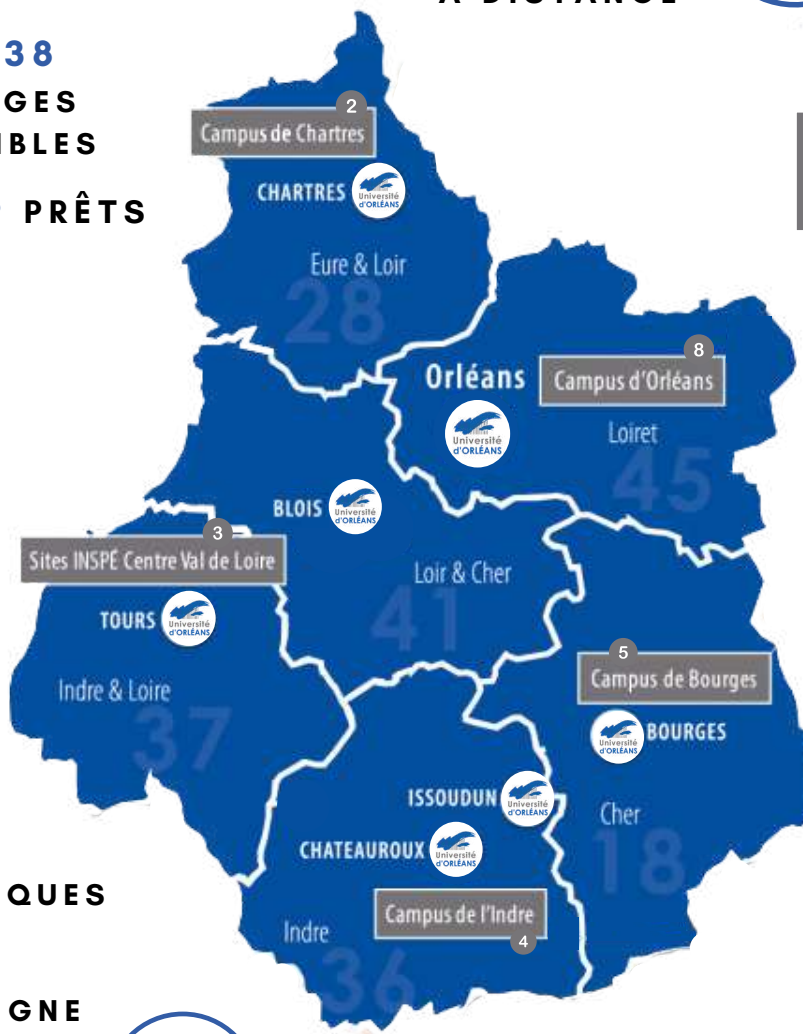 À DISTANCE
38
GES
IBLES
PRÊTS
2
Campus de Chartres
CHARTRES
Université
d'ORLÉANS
Eure & Loir
28
8
Orléans
Campus d'Orléans
Université
d'ORLÉANS
Loiret
45
BLOIS
Université
d'ORLÉANS
3
Sites INSPÉ Centre Val de Loire
Loir & Cher
41
TOURS
Université
d'ORLÉANS
5
Campus de Bourges
Indre & Loire
37
Université
d'ORLÉANS
BOURGES
ISSOUDUN
Université
d'ORLÉANS
Cher
18
CHATEAUROUX
Université
d'ORLÉANS
QUES
Campus de l'Indre
4
Indre
36
GNE